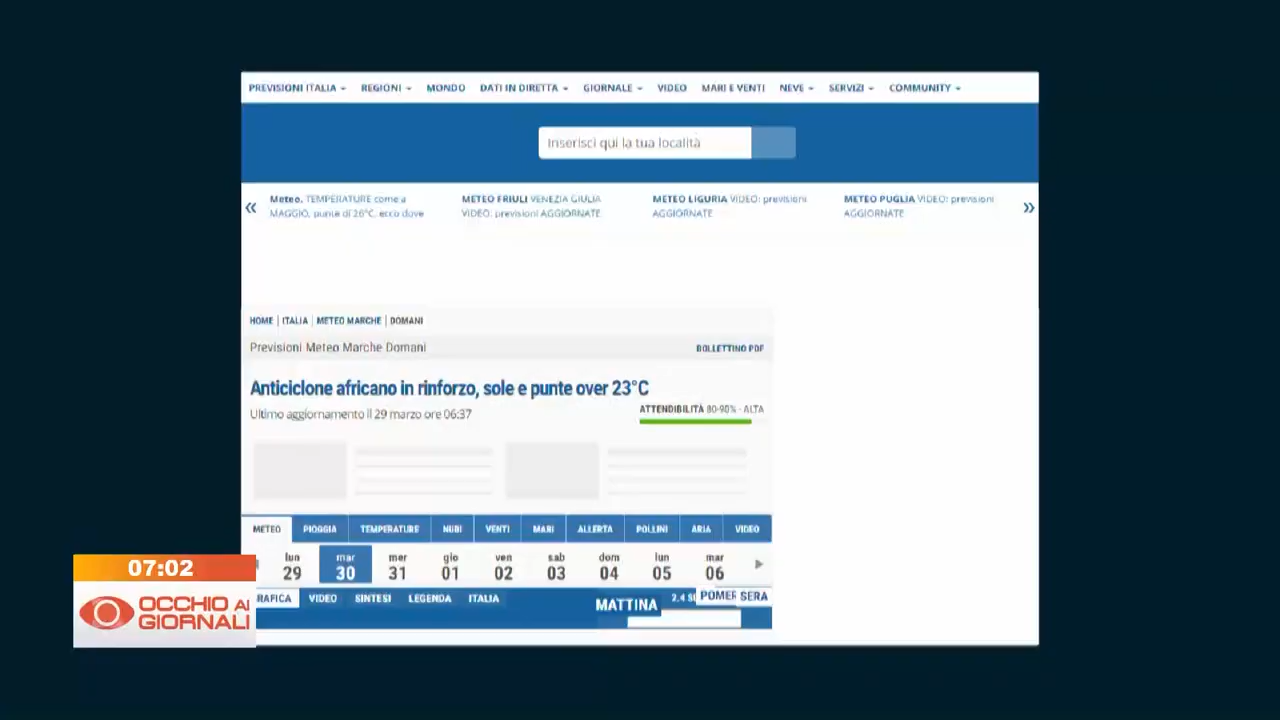 PREVISIONI ITALIA REGIONI MONDO DATI IN DIRETTA GIORNALE VIDEO MARI E VENTI NEVE SERVIZI COMMUNITY
Inserisci qui la tua località
« Meteo. TEMPERATURE come a
MAGGIO, punte di 26°C. ecco dove
METEO FRIULI VENEZIA GIULIA
VIDEO: previsioni AGGIORNATE
METEO LIGURIA VIDEO: previsioni
AGGIORNATE
METEO PUGLIA VIDEO: previsioni
AGGIORNATE
»
HOME | ITALIA | METEO MARCHE | DOMANI
Previsioni Meteo Marche Domani BOLLETTINO PDF
Anticiclone africano in rinforzo, sole e punte over 23°C
Ultimo aggiornamento il 29 marzo ore 06:37
ATTENDIBILITÀ 80-90% - ALTA
METEO PIOGGIA TEMPERATURE NUBI VENTI MARI ALLERTA POLLINI ARIA VIDEO
lun mar mer gio ven sab dom lun mar
29 30 31 01 02 03 04 05 06
RAFICA VIDEO SINTESI LEGENDA ITALIA MATTINA 2.4 POMER SERA
07:02
OCCHIO AI
GIORNALI